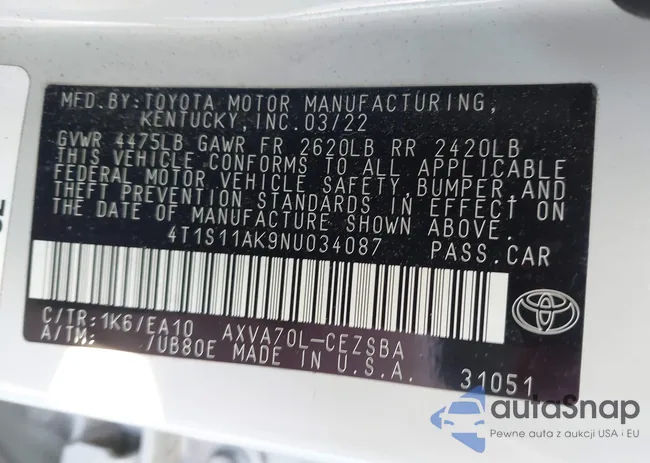 MFD.BY:TOYOTA MOTOR MANUFACTURING,
KENTUCKY, INC.03/22
GVWR 4475LB GAWR FR 2620LB RR 2420LB
THIS VEHICLE CONFORMS TO ALL APPLICABLE
FEDERAL MOTOR VEHICLE SAFETY, BUMPER, AND
THEFT PREVENTION STANDARDS IN EFFECT ON
THE DATE OF MANUFACTURE SHOWN ABOVE.
4T1S11AK9NU034087 PASS.CAR
C/TR:1K6/EA10 AXVA70L-CEZSBA
A/TM: /UB80E MADE IN U.S.A.
31051
autaSnap
Pewne auta z aukcji USA i EU